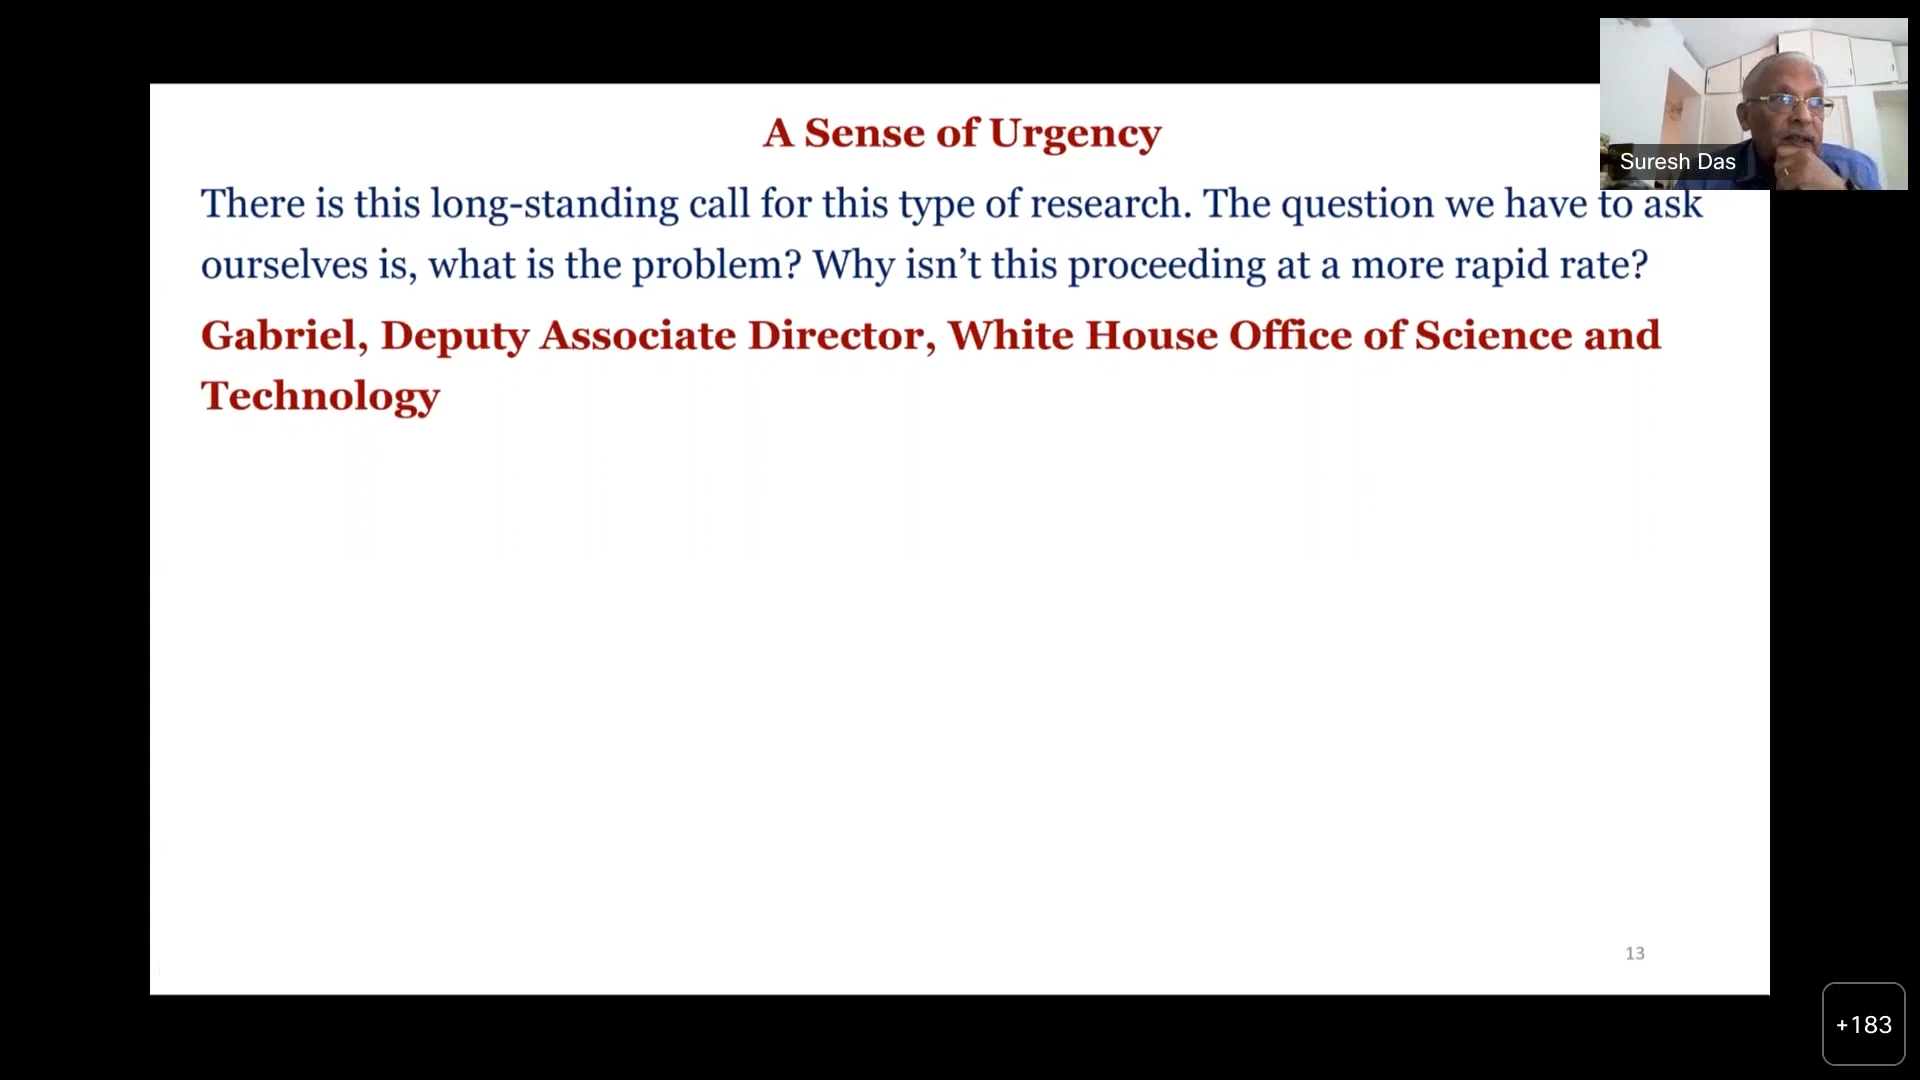 A Sense of Urgency
Suresh Das
There is this long-standing call for this type of research. The question we have to ask
ourselves is, what is the problem? Why isn’t this proceeding at a more rapid rate?
Gabriel, Deputy Associate Director, White House Office of Science and
Technology
13
+183